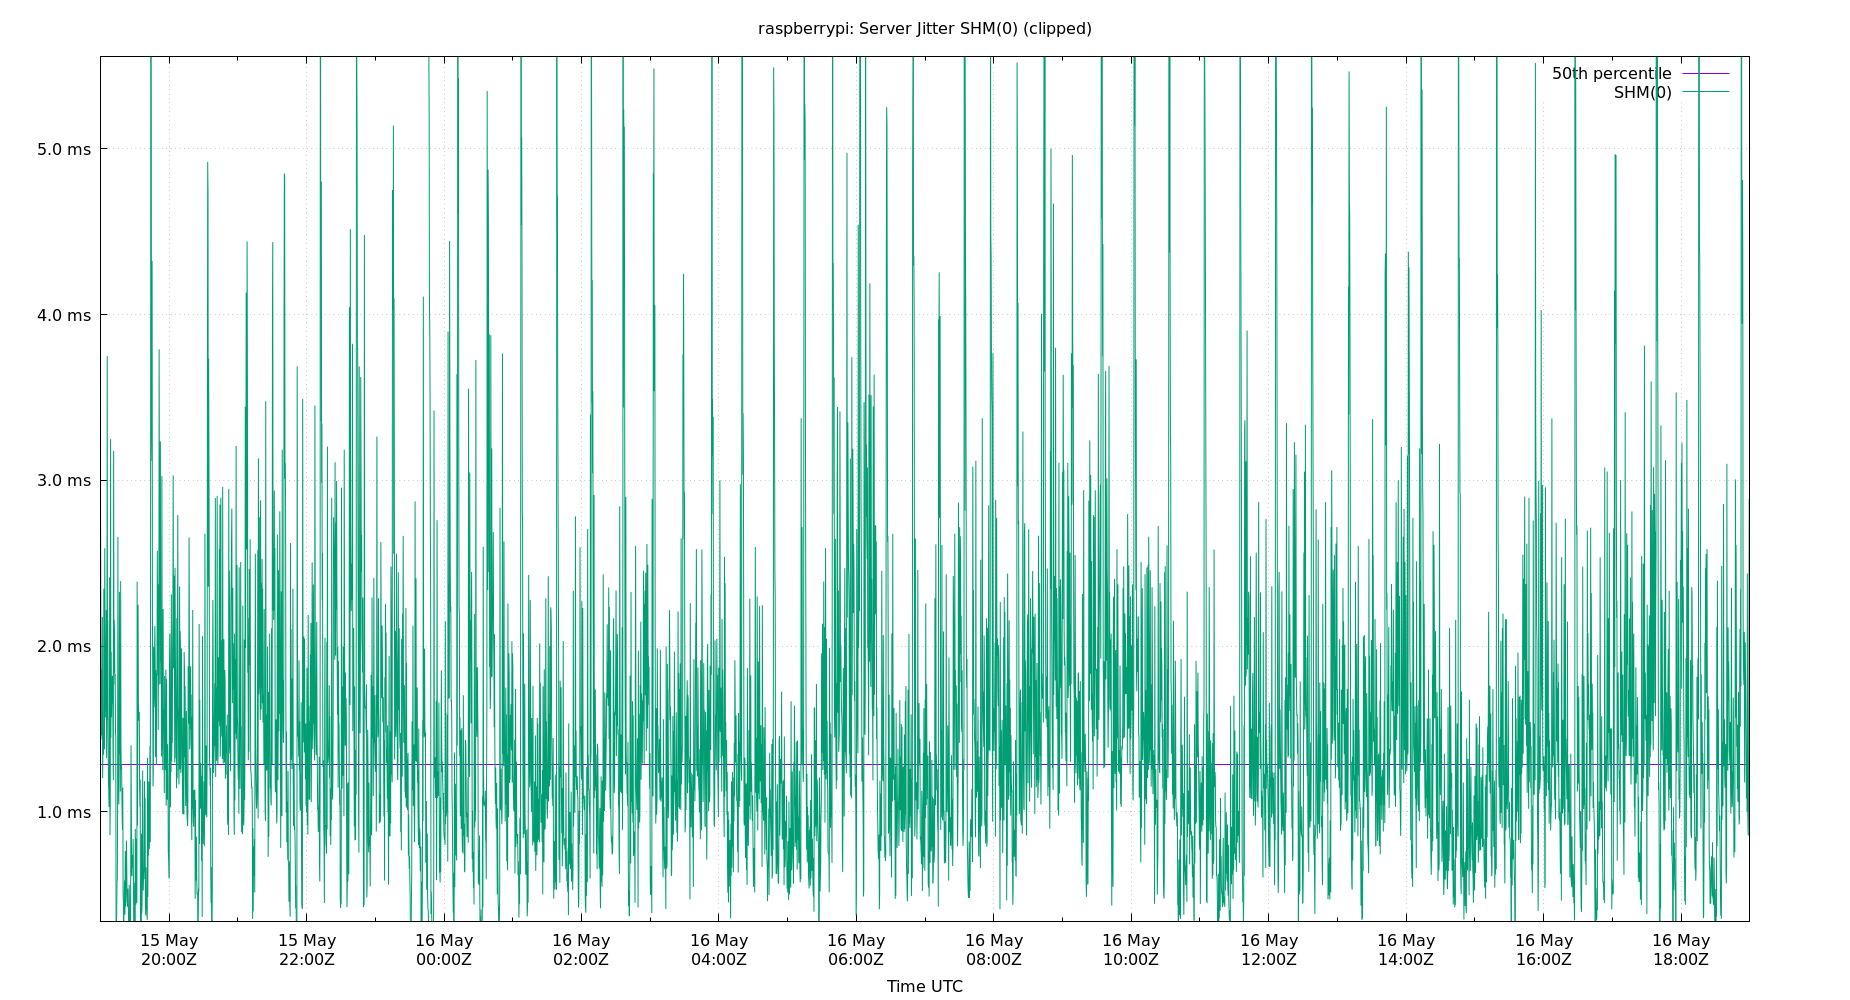 raspberrypi: Server Jitter SHM(0) (clipped)
50th percentile
SHM(0)
5.0 ms
4.0 ms
3.0 ms
2.0 ms
1.0 ms
15 May 15 May 16 May 16 May 16 May 16 May 16 May 16 May 16 May 16 May 16 May 16 May
20:00Z 22:00Z 00:00Z 02:00Z 04:00Z 06:00Z 08:00Z 10:00Z 12:00Z 14:00Z 16:00Z 18:00Z
Time UTC